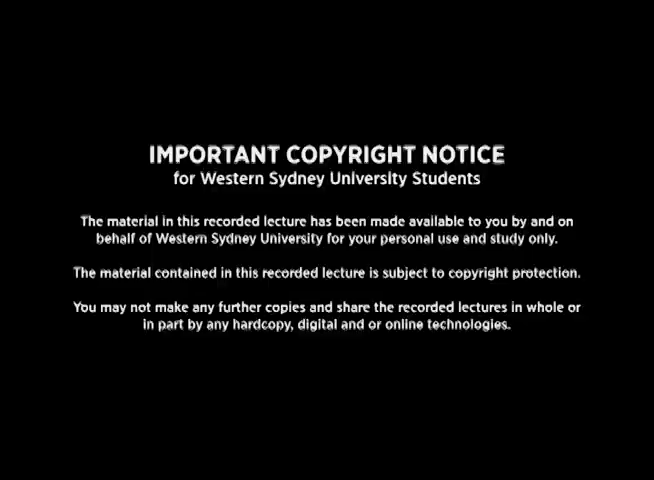 IMPORTANT COPYRIGHT NOTICE
for Western Sydney University Students
The material in this recorded lecture has been made available to you by and on
behalf of Western Sydney University for your personal use and study only.
The material contained in this recorded lecture is subject to copyright protection.
You may not make any further copies and share the recorded lectures in whole or
in part by any hardcopy, digital and or online technologies.